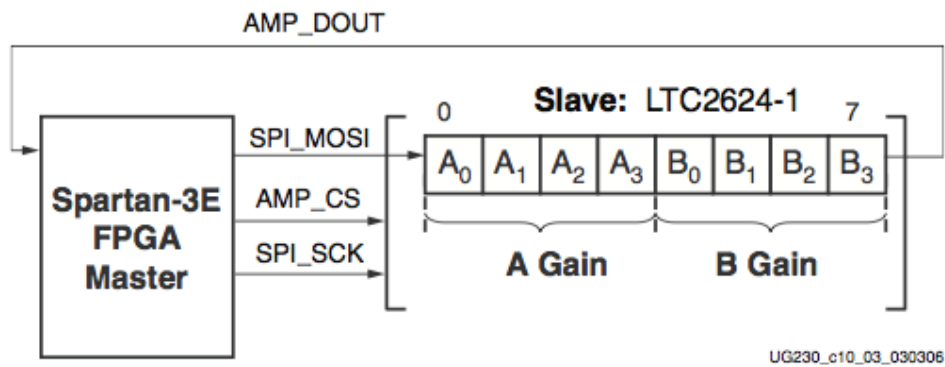 AMP_DOUT
Slave: LTC2624-1
0 7
SPI_MOSI
A0 A1 A2 A3 B0 B1 B2 B3
Spartan-3E
FPGA
Master
AMP_CS
SPI_SCK
A Gain B Gain
UG230_c10_03_030306